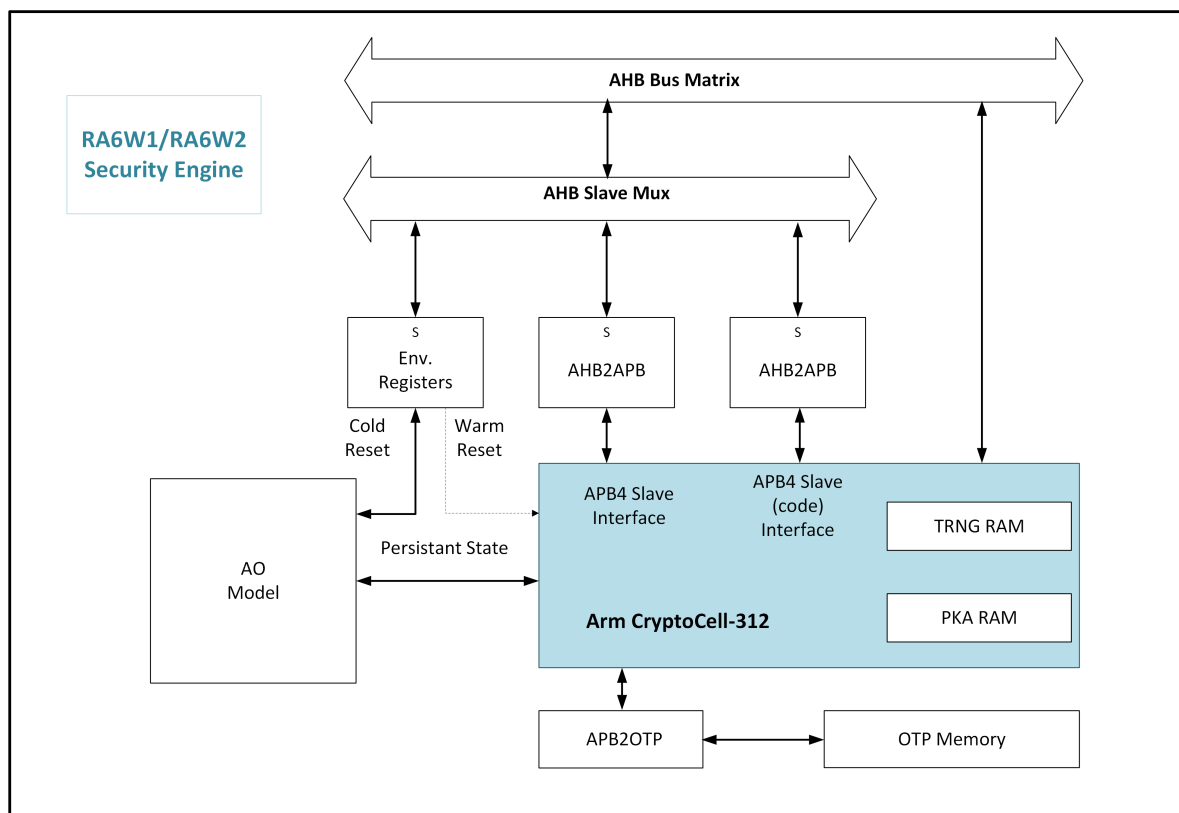 AHB Bus Matrix
RA6W1/RA6W2
Security Engine
AHB Slave Mux
S
Env.
Registers
S
AHB2APB
S
AHB2APB
Cold
Reset
Warm
Reset
APB4 Slave
Interface
APB4 Slave
(code)
Interface
TRNG RAM
Persistant State
AO
Model
Arm CryptoCell-312
PKA RAM
APB2OTP
OTP Memory